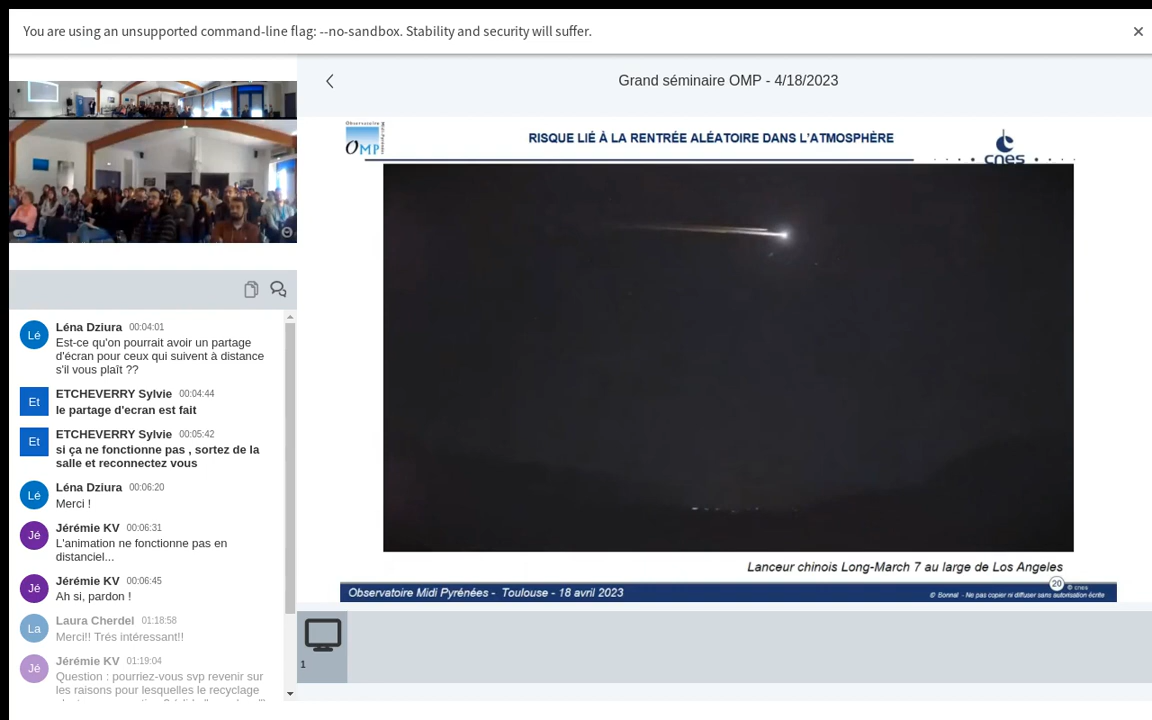 You are using an unsupported command-line flag: --no-sandbox. Stability and security will suffer.
Grand séminaire OMP - 4/18/2023
Observatoire
Midi-Pyrénées
OMP
RISQUE LIÉ À LA RENTRÉE ALÉATOIRE DANS L'ATMOSPHÈRE
cnes
Lanceur chinois Long-March 7 au large de Los Angeles
20
© cnes
Observatoire Midi Pyrénées - Toulouse - 18 avril 2023
© Bonnal - Ne pas copier ni diffuser sans autorisation écrite
1
Lé
Léna Dziura 00:04:01
Est-ce qu'on pourrait avoir un partage
d'écran pour ceux qui suivent à distance
s'il vous plaît ??
Et
ETCHEVERRY Sylvie 00:04:44
le partage d'ecran est fait
Et
ETCHEVERRY Sylvie 00:05:42
si ça ne fonctionne pas , sortez de la
salle et reconnectez vous
Lé
Léna Dziura 00:06:20
Merci !
Jé
Jérémie KV 00:06:31
L'animation ne fonctionne pas en
distanciel...
Jé
Jérémie KV 00:06:45
Ah si, pardon !
La
Laura Cherdel 01:18:58
Merci!! Trés intéressant!!
Jé
Jérémie KV 01:19:04
Question : pourriez-vous svp revenir sur
les raisons pour lesquelles le recyclage